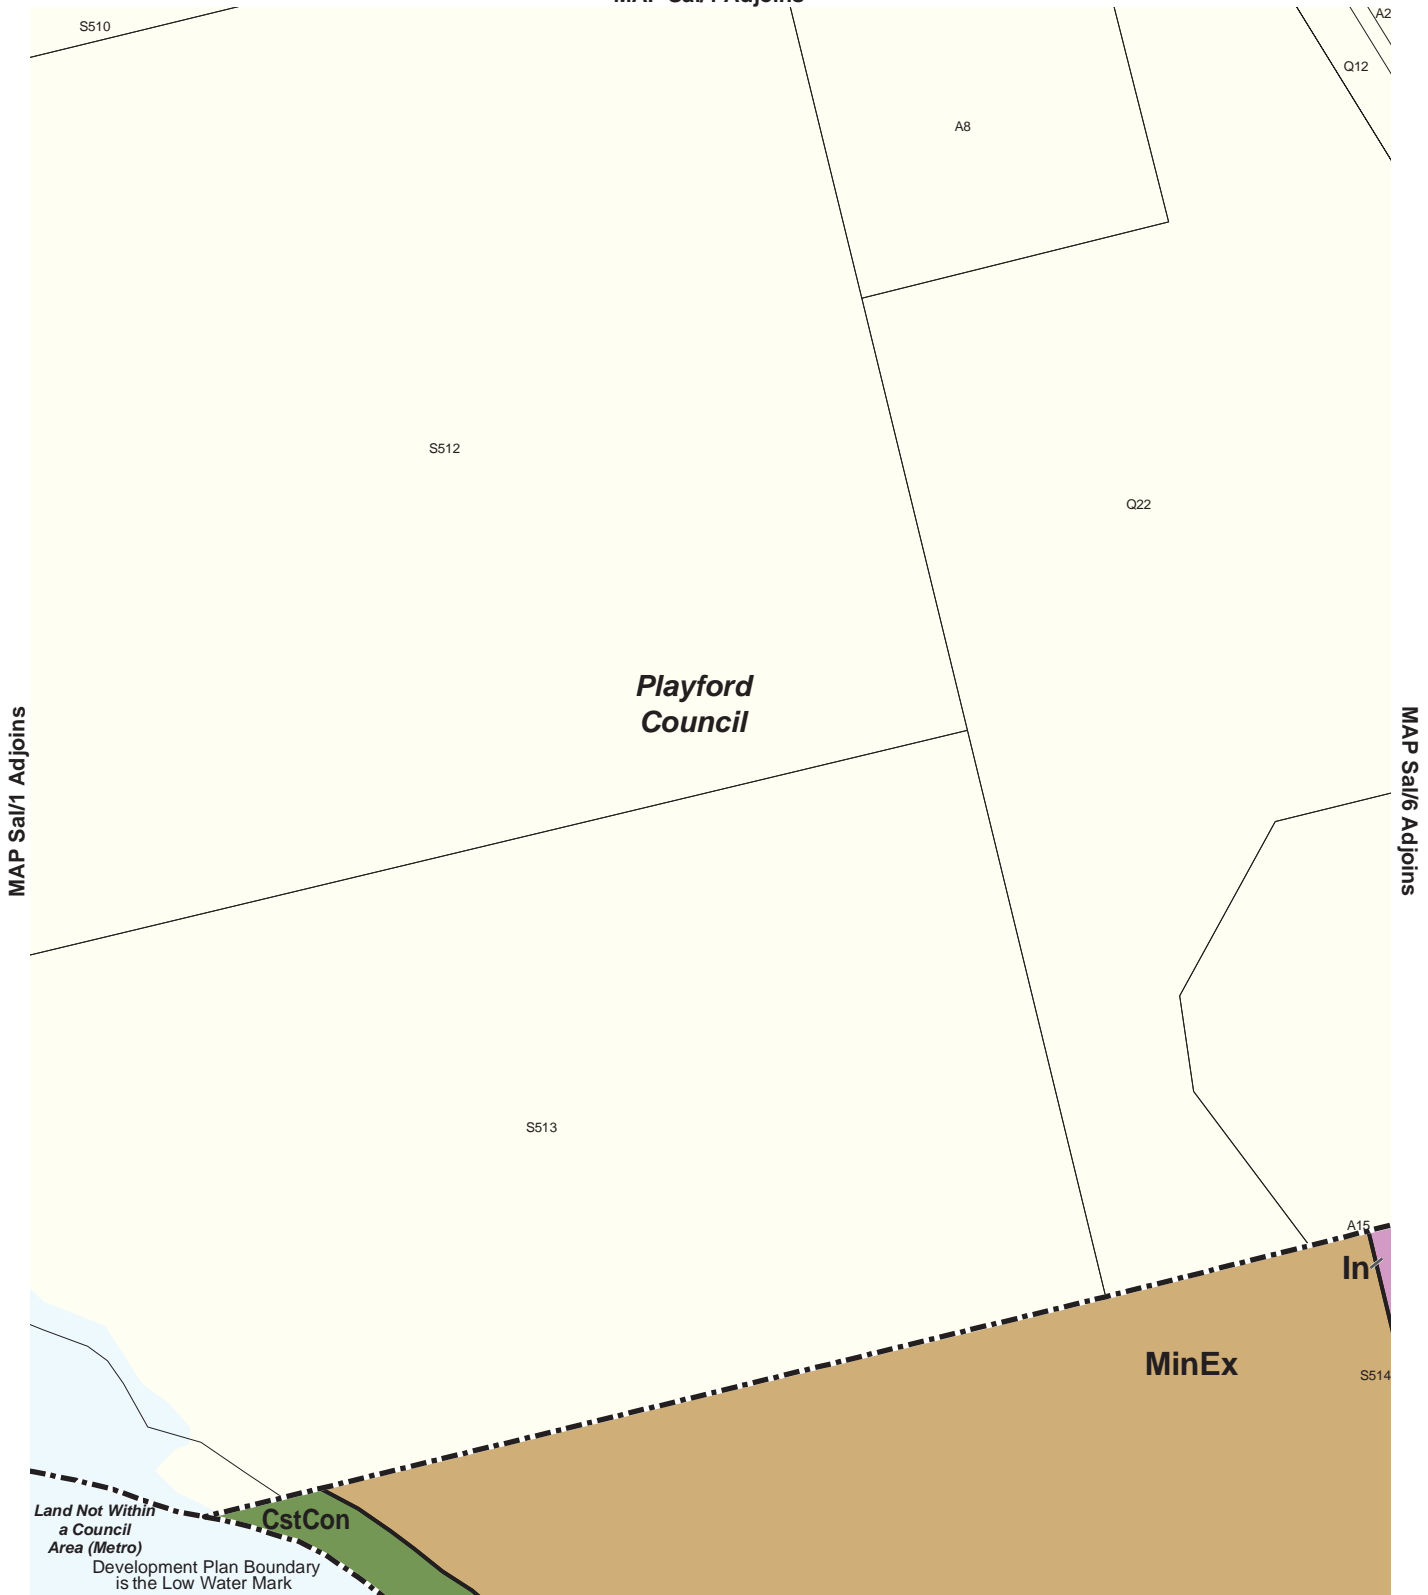 S510
A2
Q12
A8
S512
Q22
Playford
Council
MAP Sal/1 Adjoins
MAP Sal/6 Adjoins
S513
A15
In
MinEx
S514
CstCon
Land Not Within
a Council
Area (Metro)
Development Plan Boundary
is the Low Water Mark